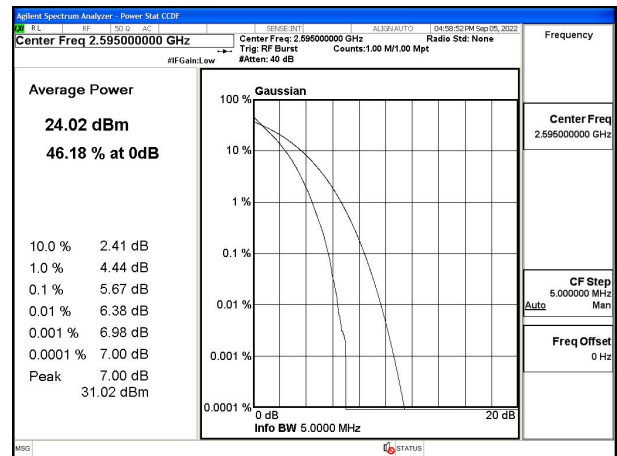 Agilent Spectrum Analyzer - Power Stat CCDF
RL RF 50 Ω AC SENSE:INT ALIGNAUTO 04:58:52PM Sep 05, 2022
Center Freq 2.595000000 GHz
Center Freq: 2.595000000 GHz Radio Std: None
Trig: RF Burst Counts:1.00 M/1.00 Mpt
#IFGain:Low #Atten: 40 dB
Frequency
Average Power
24.02 dBm
46.18 % at 0dB
10.0 % 2.41 dB
1.0 % 4.44 dB
0.1 % 5.67 dB
0.01 % 6.38 dB
0.001 % 6.98 dB
0.0001 % 7.00 dB
Peak 7.00 dB
31.02 dBm
Gaussian
100 %
10 %
1 %
0.1 %
0.01 %
0.001 %
0.0001 %
0 dB 20 dB
Info BW 5.0000 MHz
Center Freq
2.595000000 GHz
CF Step
5.000000 MHz
Auto Man
Freq Offset
0 Hz
MSG STATUS